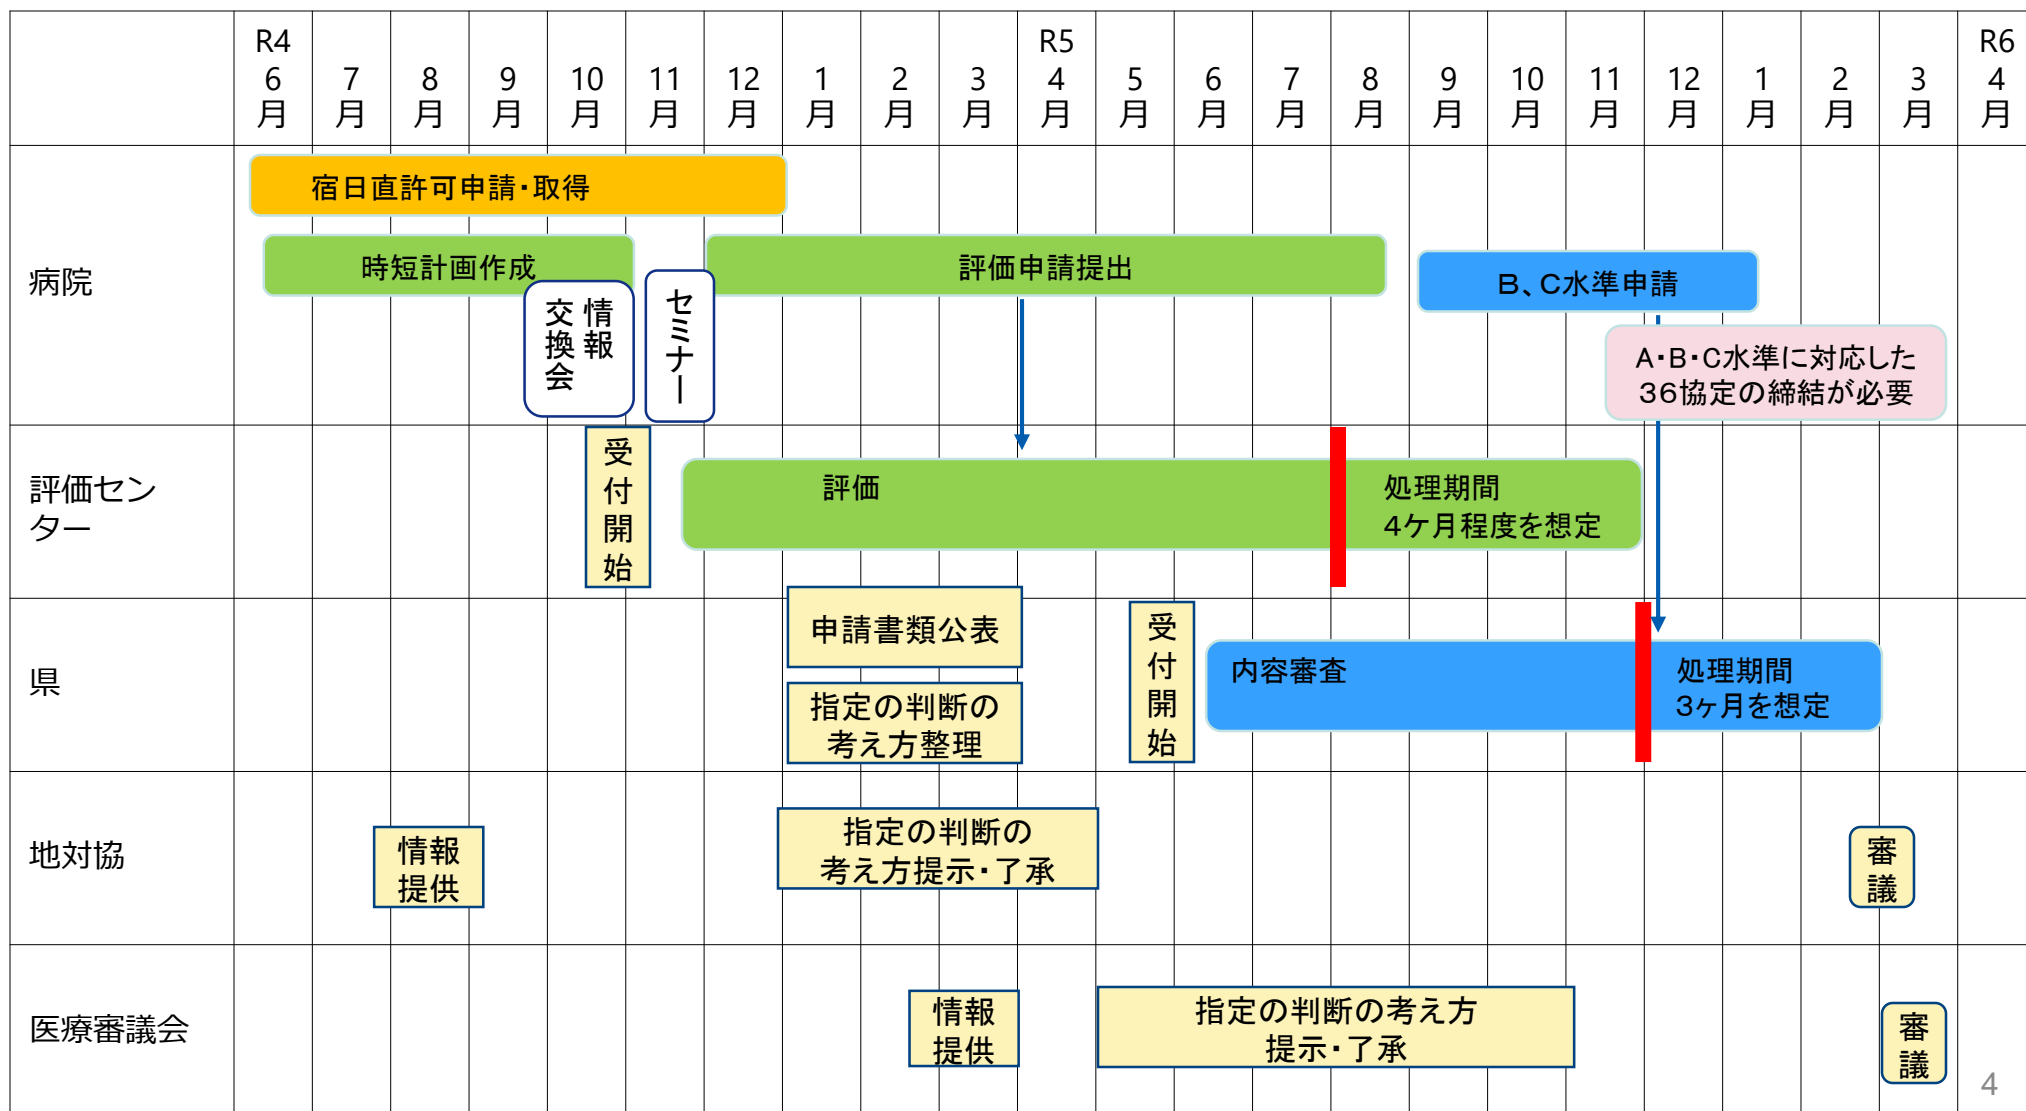 R4
6
月
7
月
8
月
9
月
10
月
11
月
12
月
1
月
2
月
3
月
R5
4
月
5
月
6
月
7
月
8
月
9
月
10
月
11
月
12
月
1
月
2
月
3
月
R6
4
月
病院
宿日直許可申請・取得
時短計画作成
情報
交換会
セミナー
評価申請提出
B、C水準申請
A・B・C水準に対応した
36協定の締結が必要
評価セン
ター
受付開始
評価
処理期間
4ケ月程度を想定
県
申請書類公表
指定の判断の
考え方整理
受付開始
内容審査
処理期間
3ヶ月を想定
地対協
情報
提供
指定の判断の
考え方提示・了承
審議
医療審議会
情報
提供
指定の判断の考え方
提示・了承
審議
4